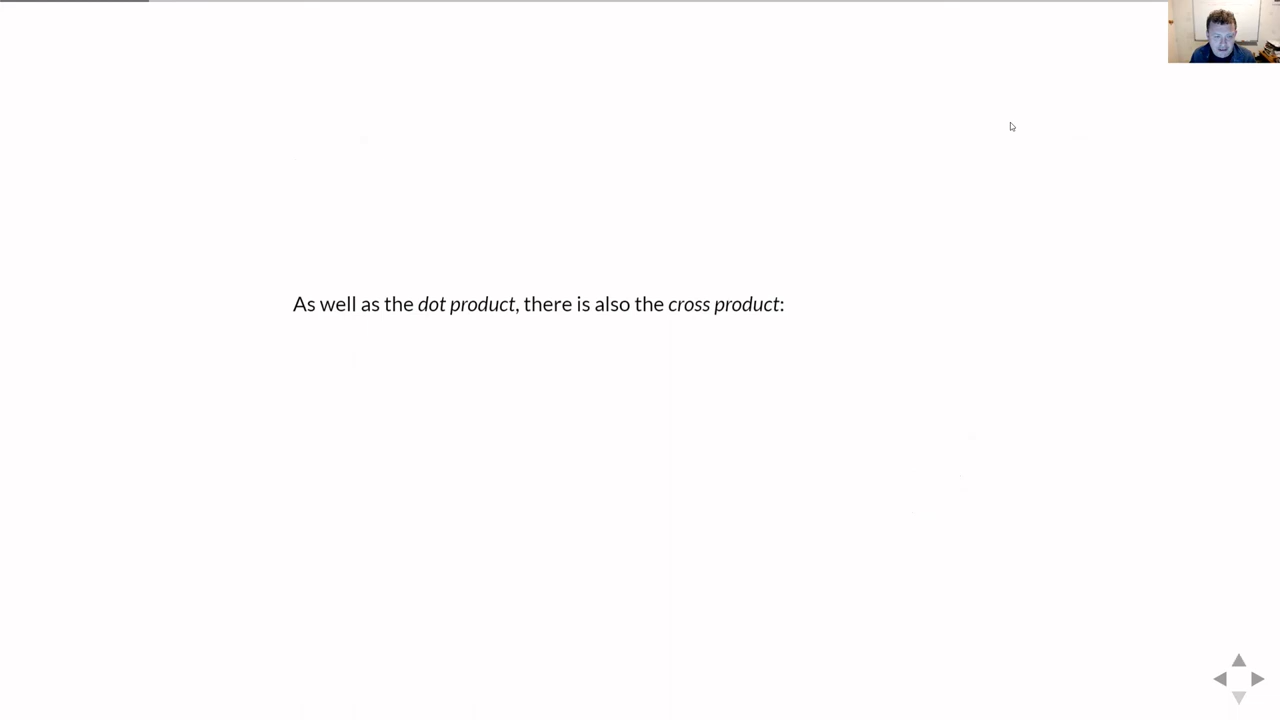 As well as the dot product, there is also the cross product: